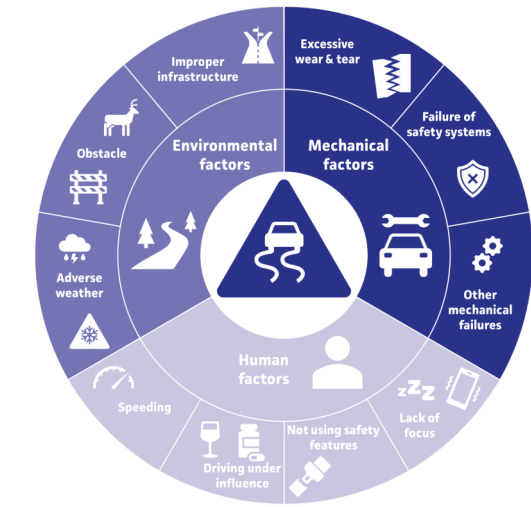 Improper
infrastructure
Excessive
wear & tear
Failure of
safety systems
Obstacle
Environmental
factors
Mechanical
factors
Adverse
weather
Other
mechanical
failures
Human
factors
Speeding
zZZ
Lack of
focus
Driving under
influence
Not using safety
features